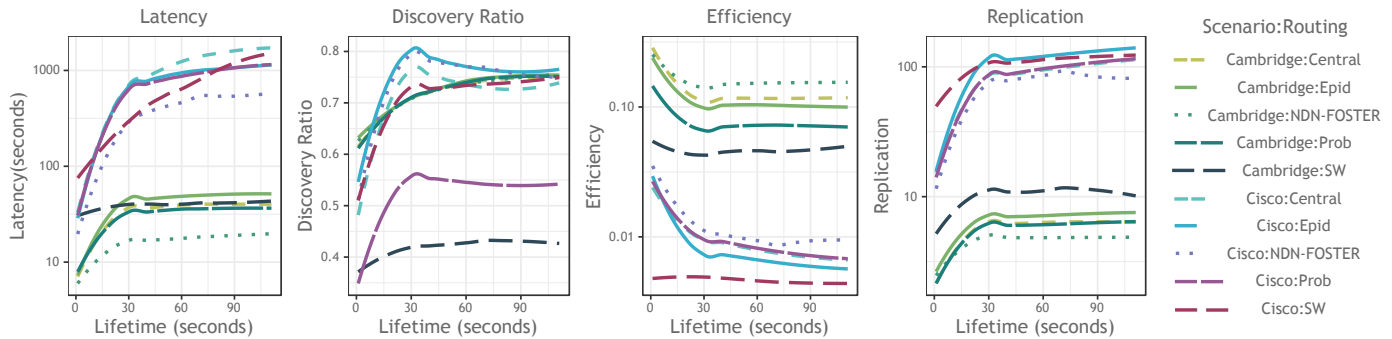 Latency
Discovery Ratio
Efficiency
Replication
Scenario:Routing
Latency(seconds)
1000
100
10
0
30
60
90
Lifetime (seconds)
Discovery Ratio
0.8
0.7
0.6
0.5
0.4
0
30
60
90
Lifetime (seconds)
Efficiency
0.10
0.01
0
30
60
90
Lifetime (seconds)
Replication
100
10
0
30
60
90
Lifetime (seconds)
Cambridge:Central
Cambridge:Epid
Cambridge:NDN-FOSTER
Cambridge:Prob
Cambridge:SW
Cisco:Central
Cisco:Epid
Cisco:NDN-FOSTER
Cisco:Prob
Cisco:SW